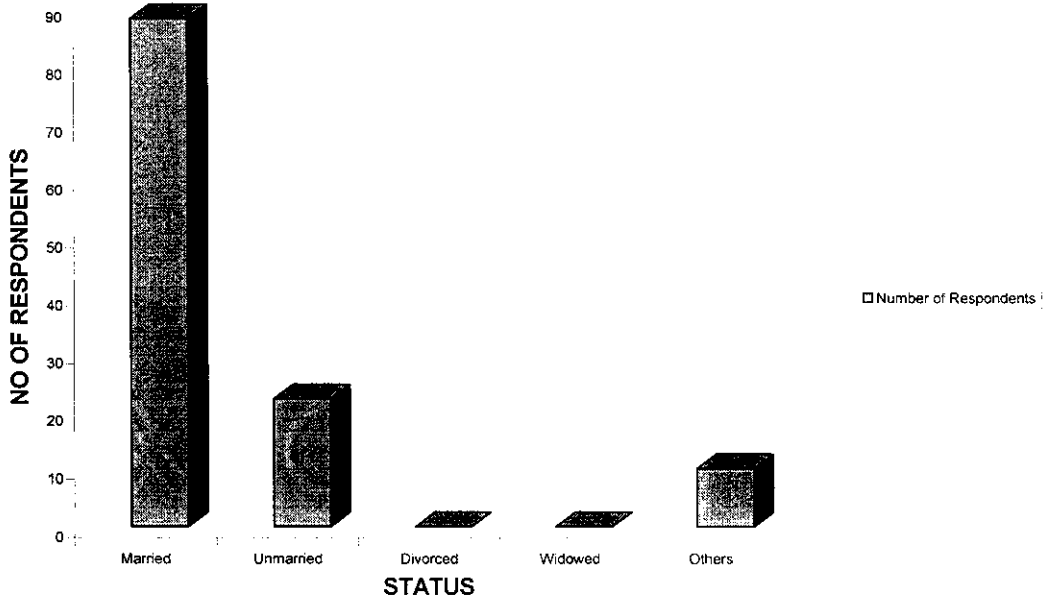 90
80
70
60
50
40
30
20
10
0
NO OF RESPONDENTS
Married Unmarried Divorced Widowed Others
STATUS
Number of Respondents